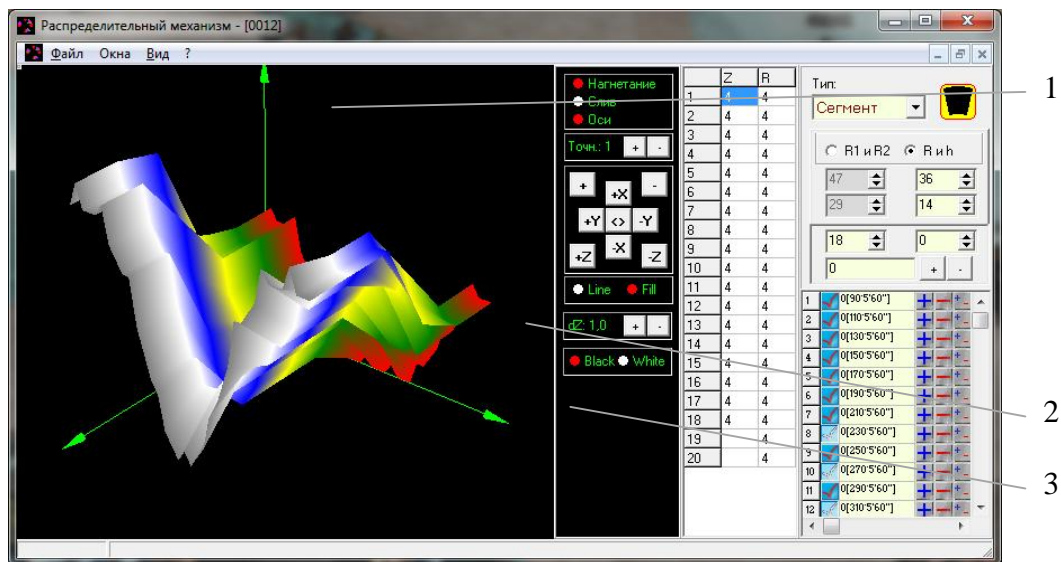 Распределительный механизм - [0012]
Файл Окна Вид ?
Нагнетание
Слив
Оси
Точн.: 1 + -
+ +X -
+Y <> -Y
+Z -X -Z
Line Fill
dZ: 1,0 + -
Black White
Z R
1 4 4
2 4 4
3 4 4
4 4 4
5 4 4
6 4 4
7 4 4
8 4 4
9 4 4
10 4 4
11 4 4
12 4 4
13 4 4
14 4 4
15 4 4
16 4 4
17 4 4
18 4 4
19 4
20 4
Тип:
Сегмент
R1 и R2 R и h
47 36
29 14
18 0
0 + -
1 0[90'5'60"]
2 0[110'5'60"]
3 0[130'5'60"]
4 0[150'5'60"]
5 0[170'5'60"]
6 0[190'5'60"]
7 0[210'5'60"]
8 0[230'5'60"]
9 0[250'5'60"]
10 0[270'5'60"]
11 0[290'5'60"]
12 0[310'5'60"]
1
2
3